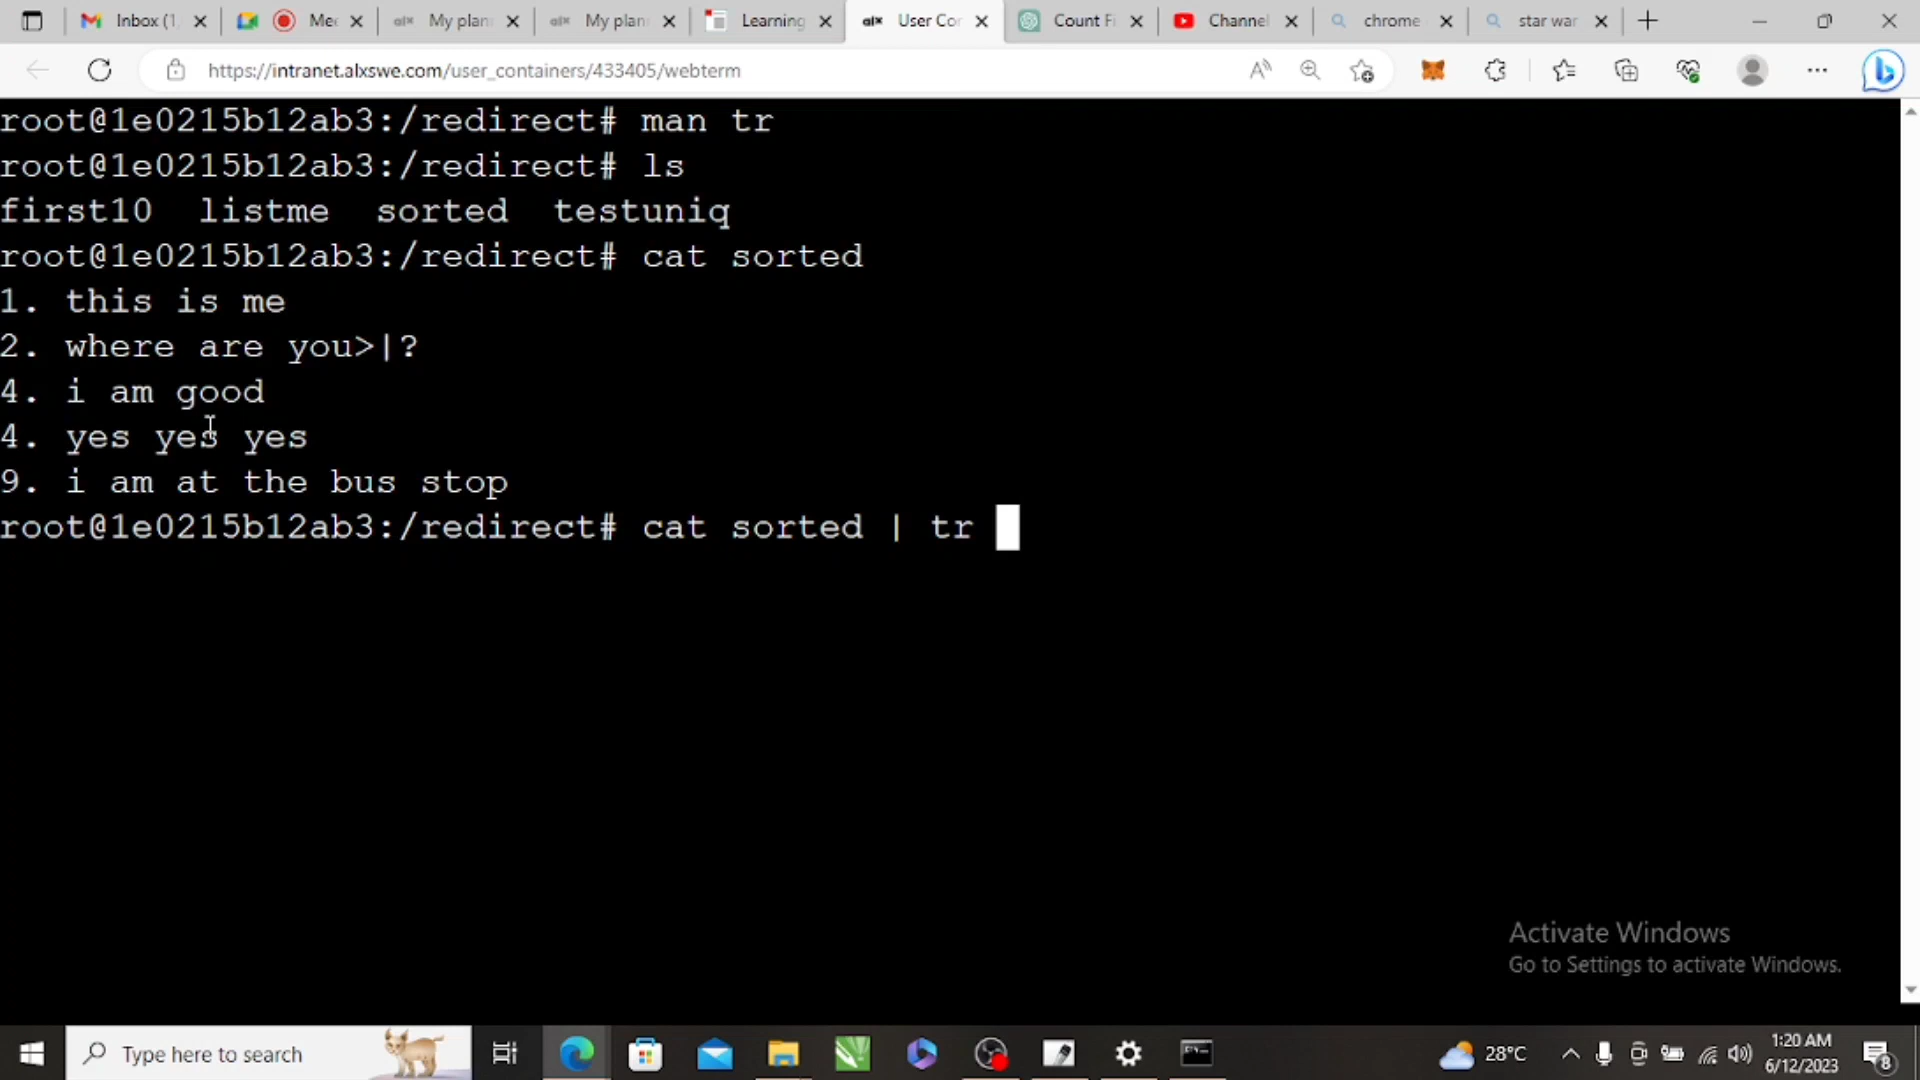 Inbox (1,
Mee
My plan
My plan
Learning
User Cor
Count Fi
Channel
chrome
star war
https://intranet.alxswe.com/user_containers/433405/webterm
root@1e0215b12ab3:/redirect# man tr
root@1e0215b12ab3:/redirect# ls
first10 listme sorted testuniq
root@1e0215b12ab3:/redirect# cat sorted
1. this is me
2. where are you>|?
4. i am good
4. yes yes yes
9. i am at the bus stop
root@1e0215b12ab3:/redirect# cat sorted | tr
Activate Windows
Go to Settings to activate Windows.
Type here to search
28°C
1:20 AM
6/12/2023
8